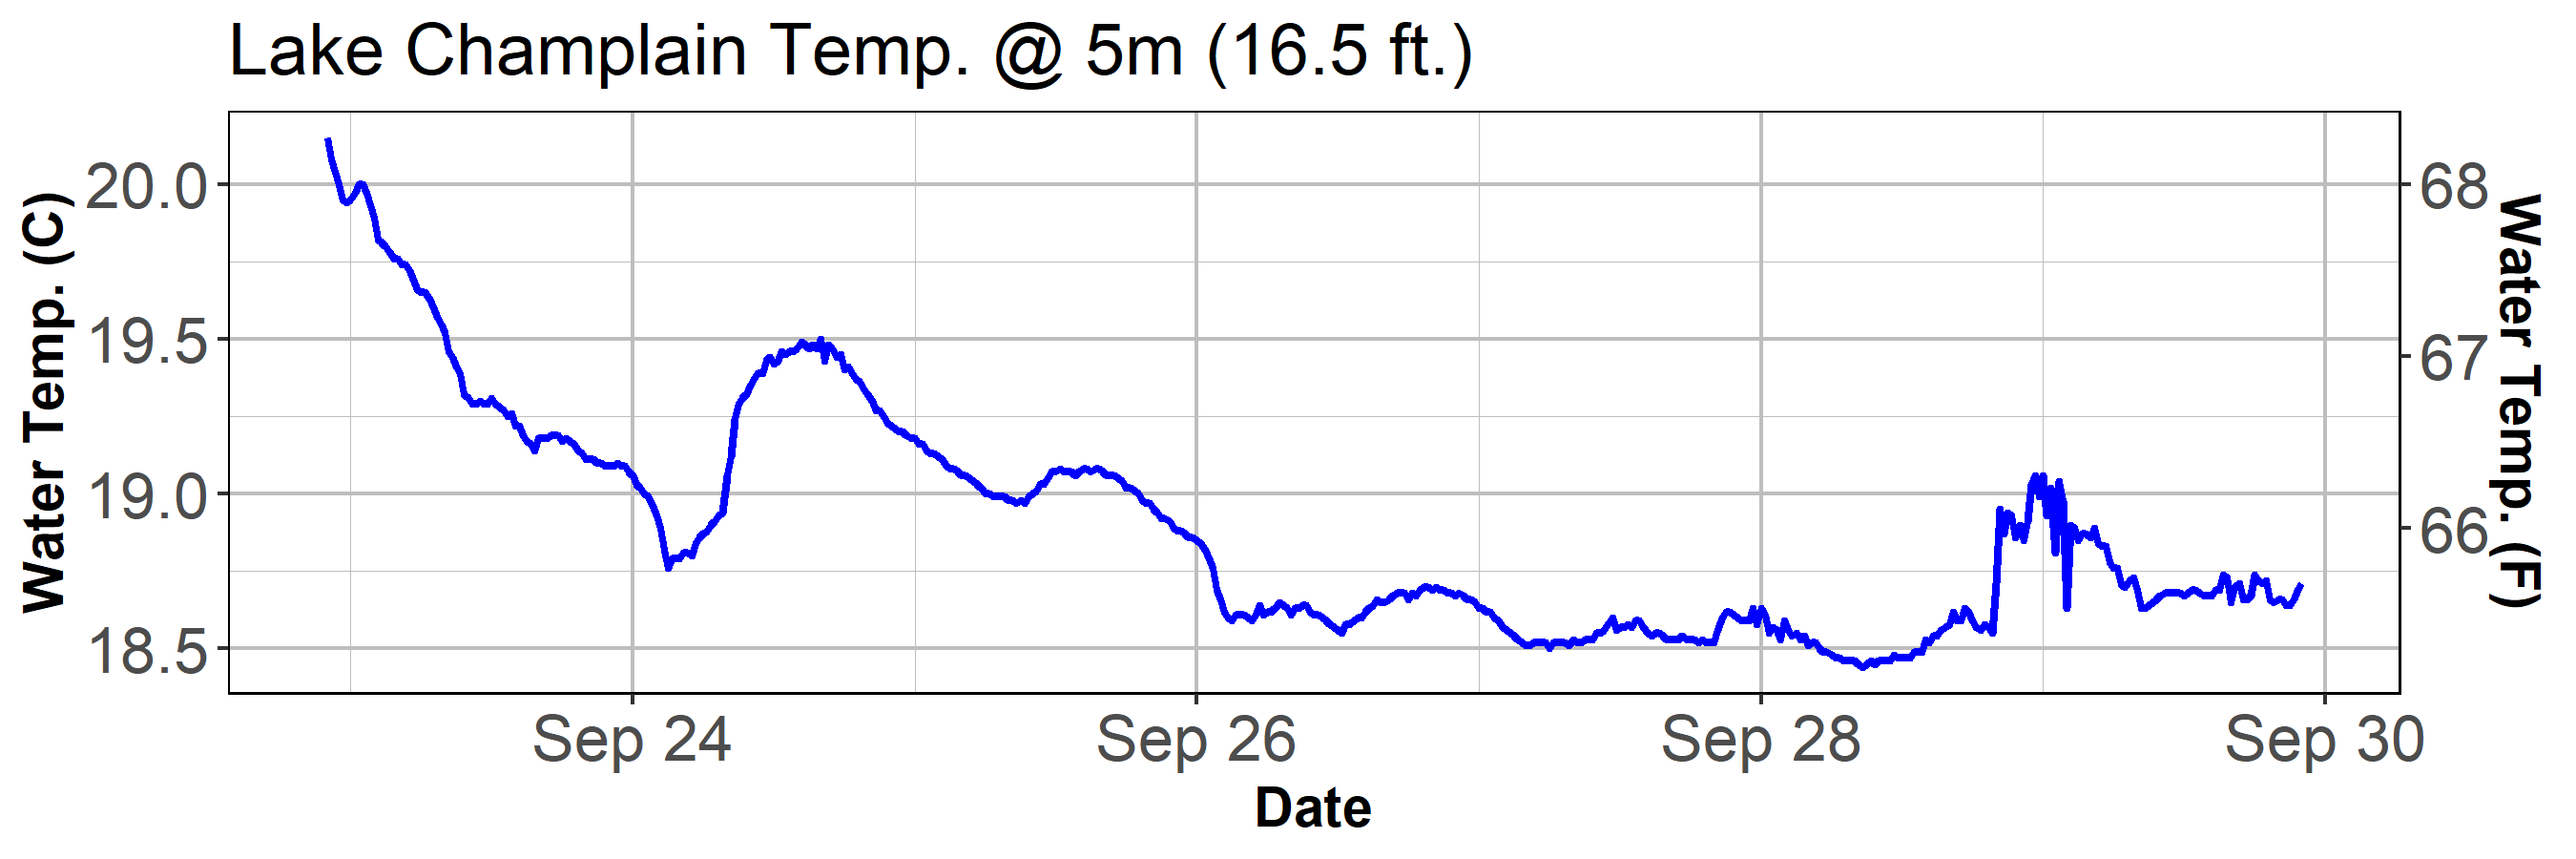 Lake Champlain Temp. @ 5m (16.5 ft.)
Water Temp. (C)
20.0
19.5
19.0
18.5
68
67
66
Water Temp. (F)
Sep 24
Sep 26
Sep 28
Sep 30
Date